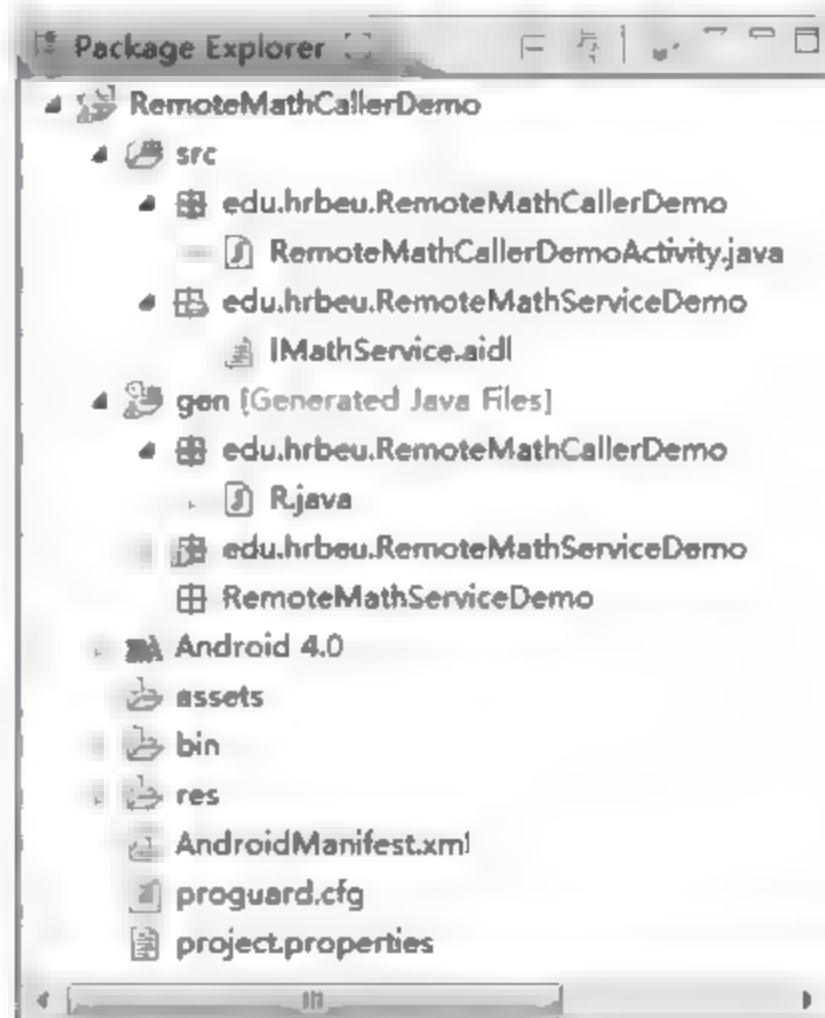 Package Explorer
RemoteMathCallerDemo
src
edu.hrbeu.RemoteMathCallerDemo
RemoteMathCallerDemoActivity.java
edu.hrbeu.RemoteMathServiceDemo
IMathService.aidl
gen [Generated Java Files]
edu.hrbeu.RemoteMathCallerDemo
R.java
edu.hrbeu.RemoteMathServiceDemo
RemoteMathServiceDemo
Android 4.0
assets
bin
res
AndroidManifest.xml
proguard.cfg
project.properties